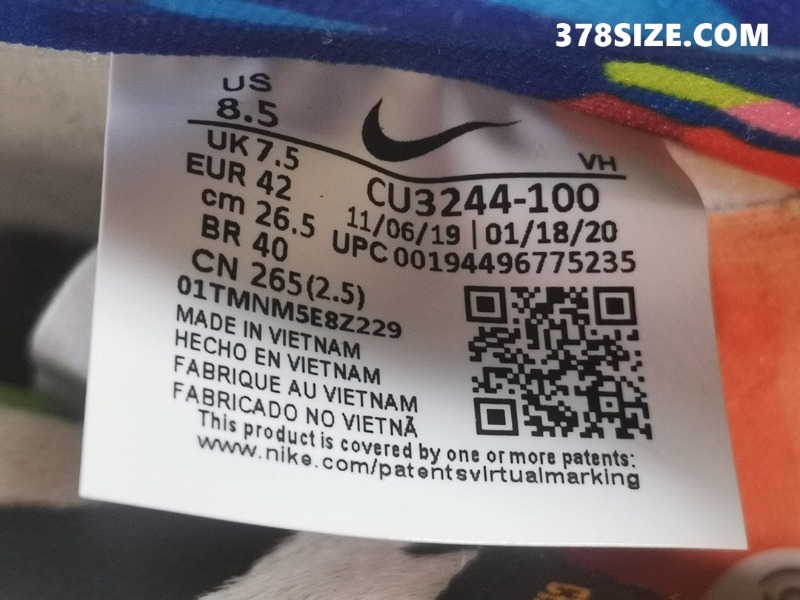 378SIZE.COM
US
8.5
UK 7.5
EUR 42
cm 26.5
BR 40
CN 265(2.5)
VH
CU3244-100
11/06/19 | 01/18/20
UPC 00194496775235
01TMNM5E8Z229
MADE IN VIETNAM
HECHO EN VIETNAM
FABRIQUE AU VIETNAM
FABRICADO NO VIETNÃ
This product is covered by one or more patents:
www.nike.com/patentsvirtualmarking